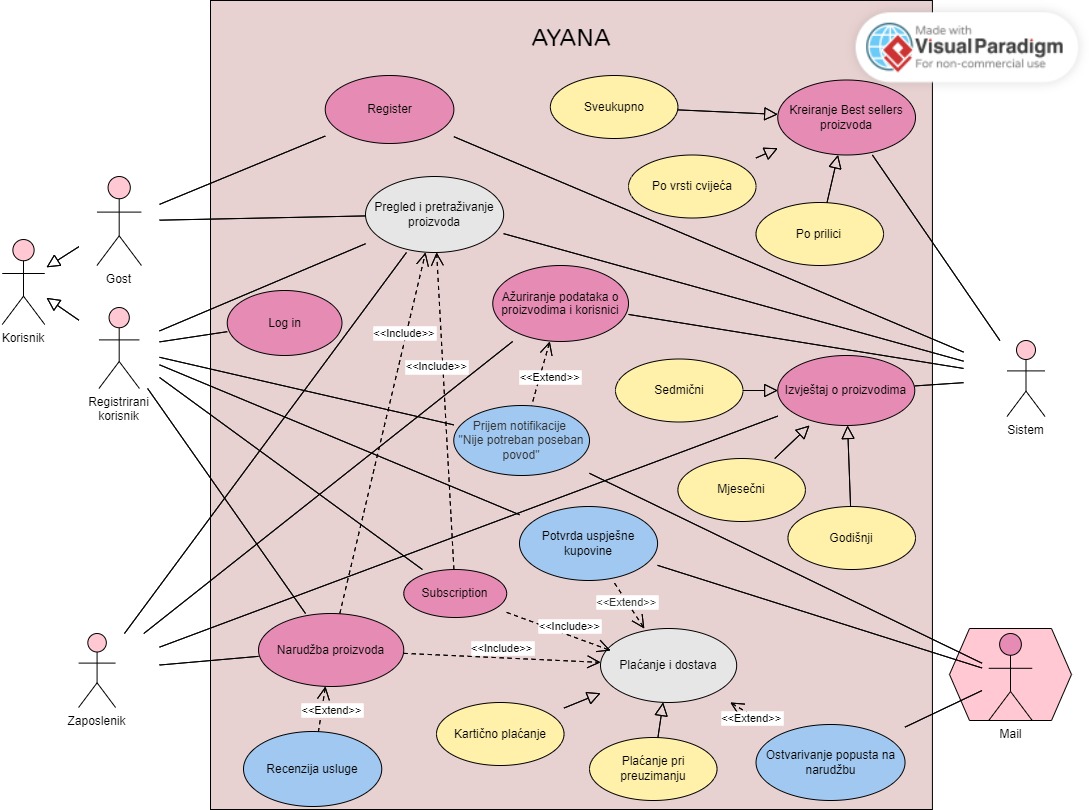 AYANA
Made with
Visual Paradigm
For non-commercial use
Register
Sveukupno
Kreiranje Best sellers
proizvoda
Po vrsti cvijeća
Pregled i pretraživanje
proizvoda
Po prilici
Gost
Korisnik
Log in
Ažuriranje podataka o
proizvodima i korisnici
<<Include>>
<<Include>>
<<Extend>>
Registrirani
korisnik
Sedmični
Izvještaj o proizvodima
Sistem
Prijem notifikacije
"Nije potreban poseban
povod"
Mjesečni
Godišnji
Potvrda uspješne
kupovine
Subscription
<<Extend>>
<<Include>>
Narudžba proizvoda
<<Include>>
Plaćanje i dostava
Zaposlenik
<<Extend>>
<<Extend>>
Kartično plaćanje
Mail
Recenzija usluge
Plaćanje pri
preuzimanju
Ostvarivanje popusta na
narudžbu